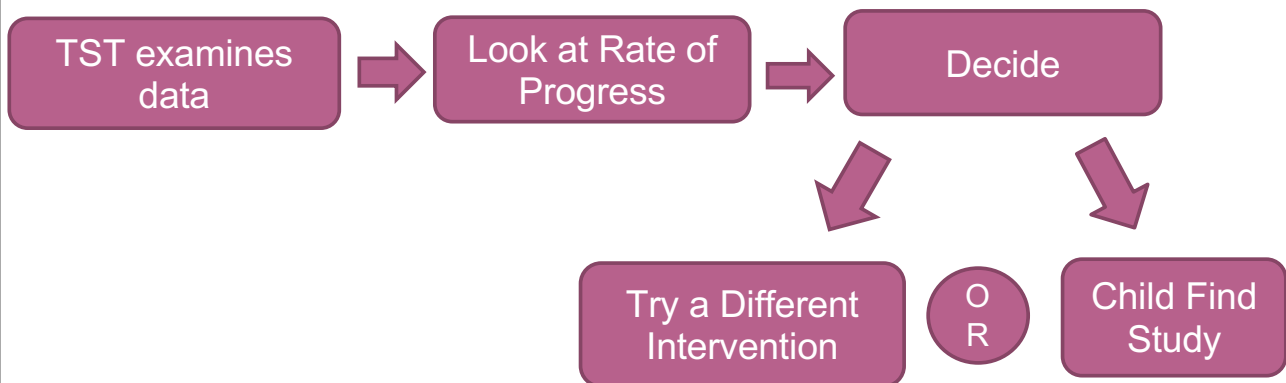 TST examines
data
Look at Rate of
Progress
Decide
Try a Different
Intervention
O
R
Child Find
Study